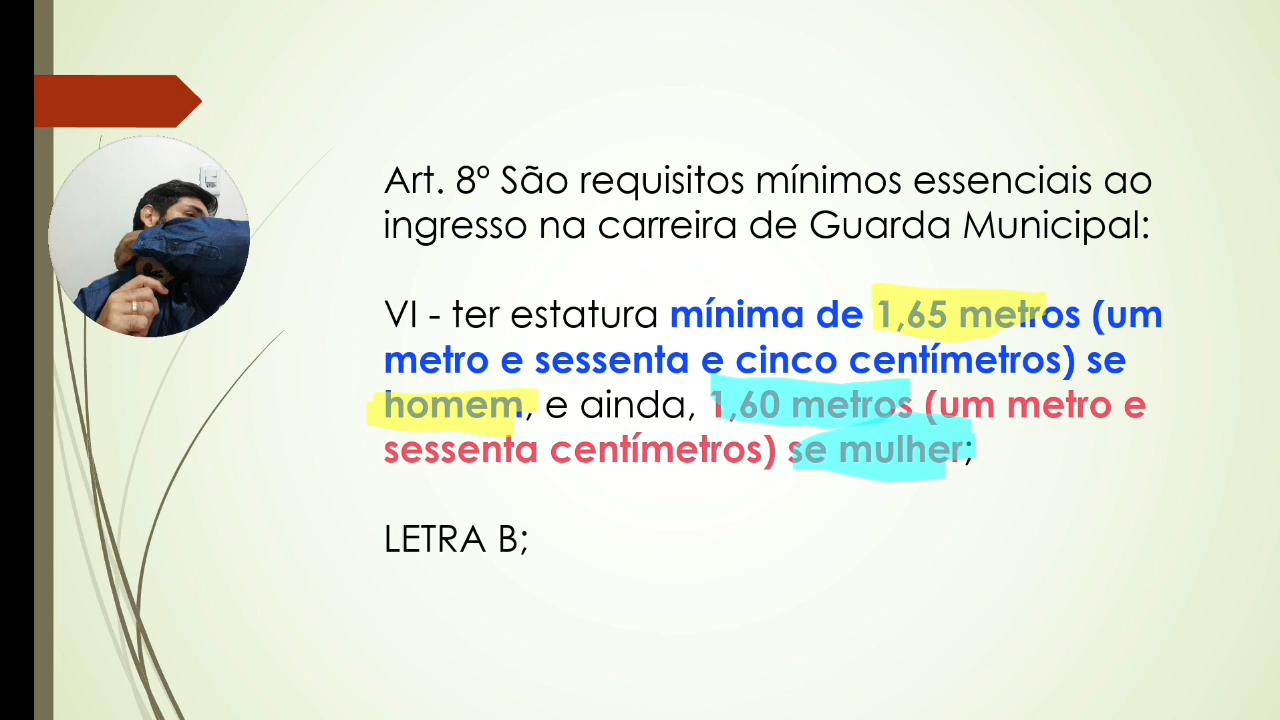 Art. 8º São requisitos mínimos essenciais ao
ingresso na carreira de Guarda Municipal:
VI - ter estatura mínima de 1,65 metros (um
metro e sessenta e cinco centímetros) se
homem, e ainda, 1,60 metros (um metro e
sessenta centímetros) se mulher;
LETRA B;